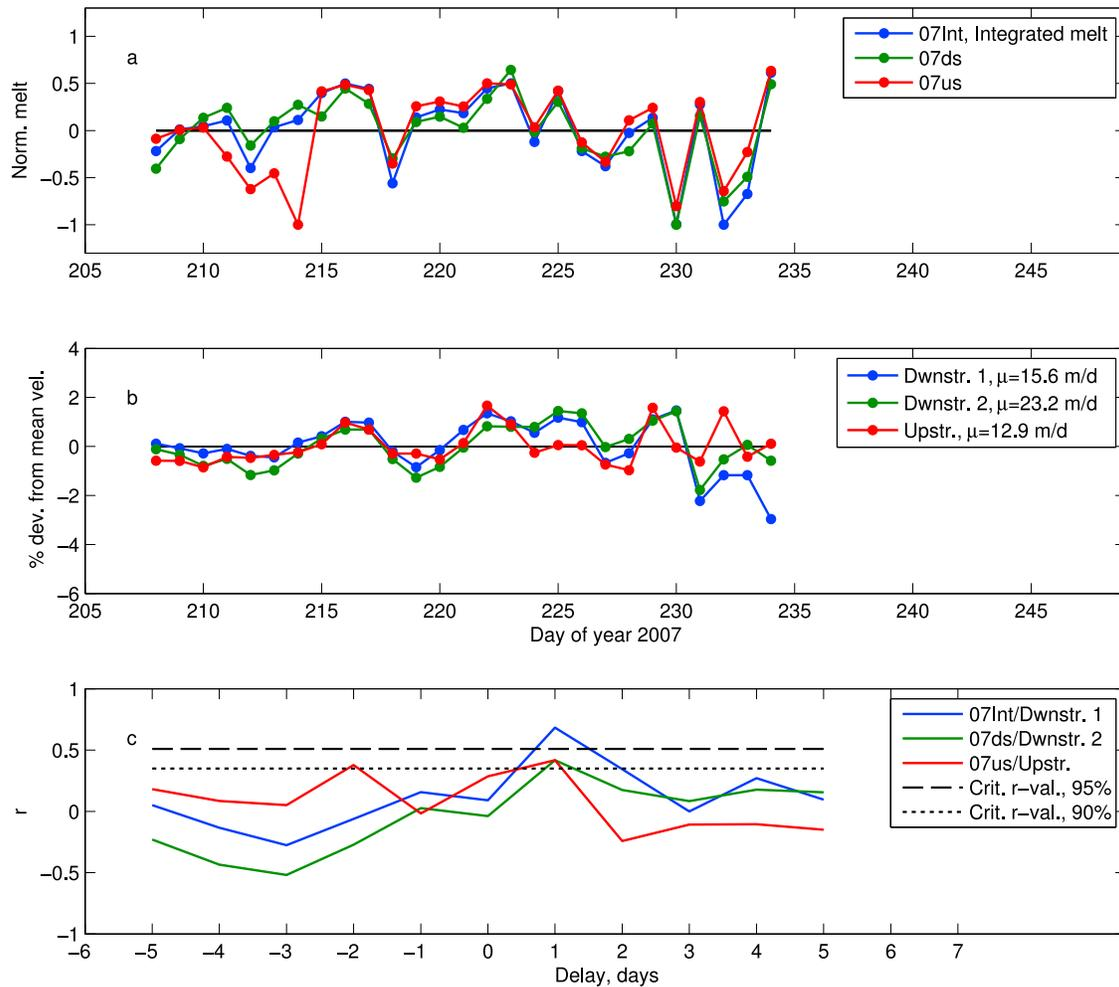 1
0.5
0
−0.5
−1
Norm. melt
a
07Int, Integrated melt
07ds
07us
205 210 215 220 225 230 235 240 245
4
2
0
−2
−4
−6
% dev. from mean vel.
b
Dwnstr. 1, μ=15.6 m/d
Dwnstr. 2, μ=23.2 m/d
Upstr., μ=12.9 m/d
205 210 215 220 225 230 235 240 245
Day of year 2007
1
0.5
0
−0.5
−1
r
c
07Int/Dwnstr. 1
07ds/Dwnstr. 2
07us/Upstr.
Crit. r−val., 95%
Crit. r−val., 90%
−6 −5 −4 −3 −2 −1 0 1 2 3 4 5 6 7
Delay, days